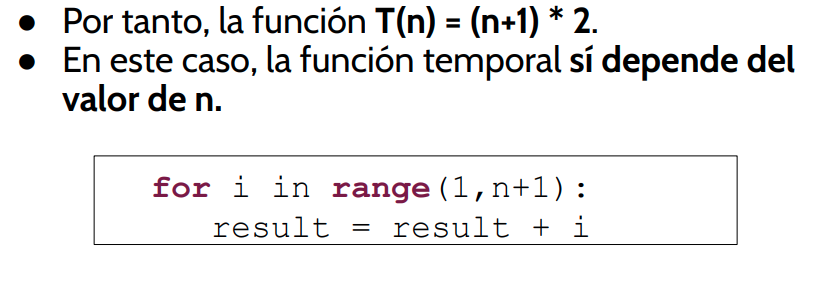 ● Por tanto, la función T(n) = (n+1) * 2.
● En este caso, la función temporal sí depende del
valor de n.
for i in range(1,n+1):
result = result + i